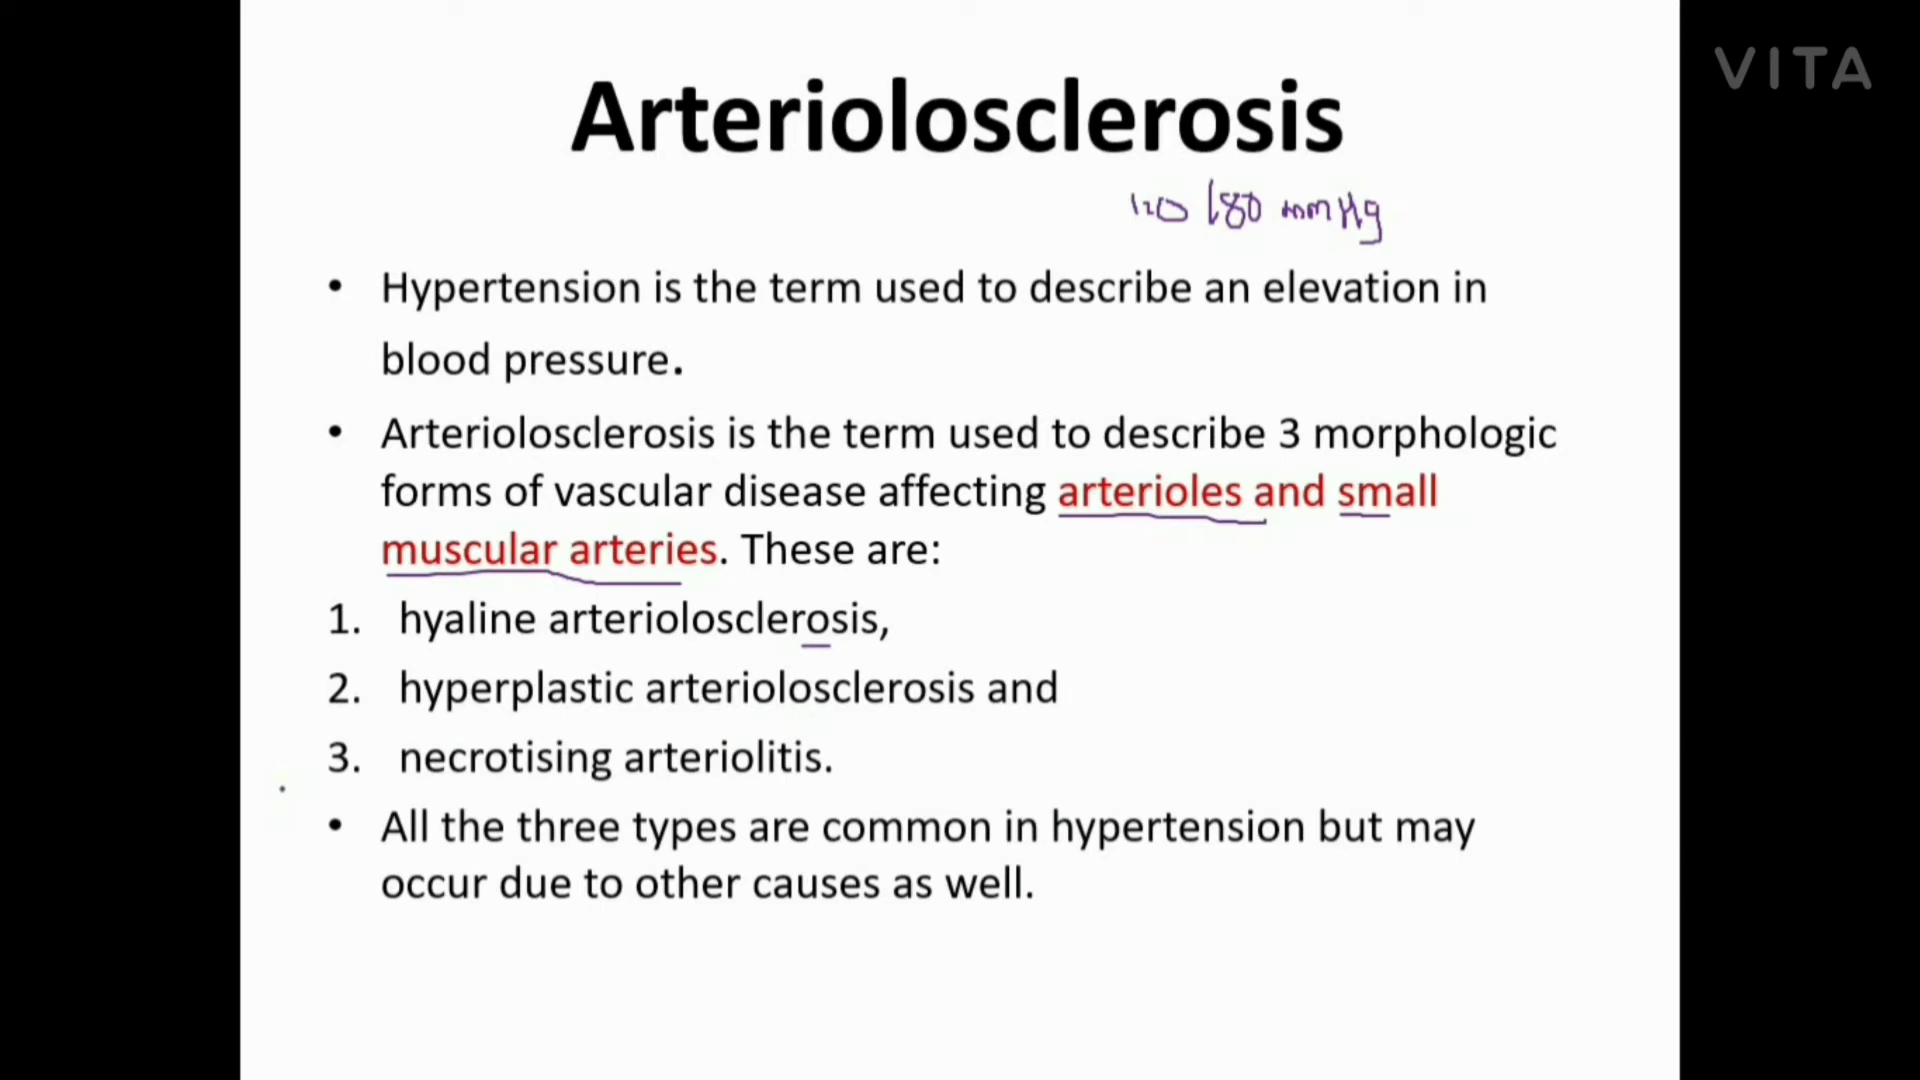 VITA
Arteriolosclerosis
120/80 mmHg
• Hypertension is the term used to describe an elevation in
blood pressure.
• Arteriolosclerosis is the term used to describe 3 morphologic
forms of vascular disease affecting arterioles and small
muscular arteries. These are:
1. hyaline arteriolosclerosis,
2. hyperplastic arteriolosclerosis and
3. necrotising arteriolitis.
• All the three types are common in hypertension but may
occur due to other causes as well.